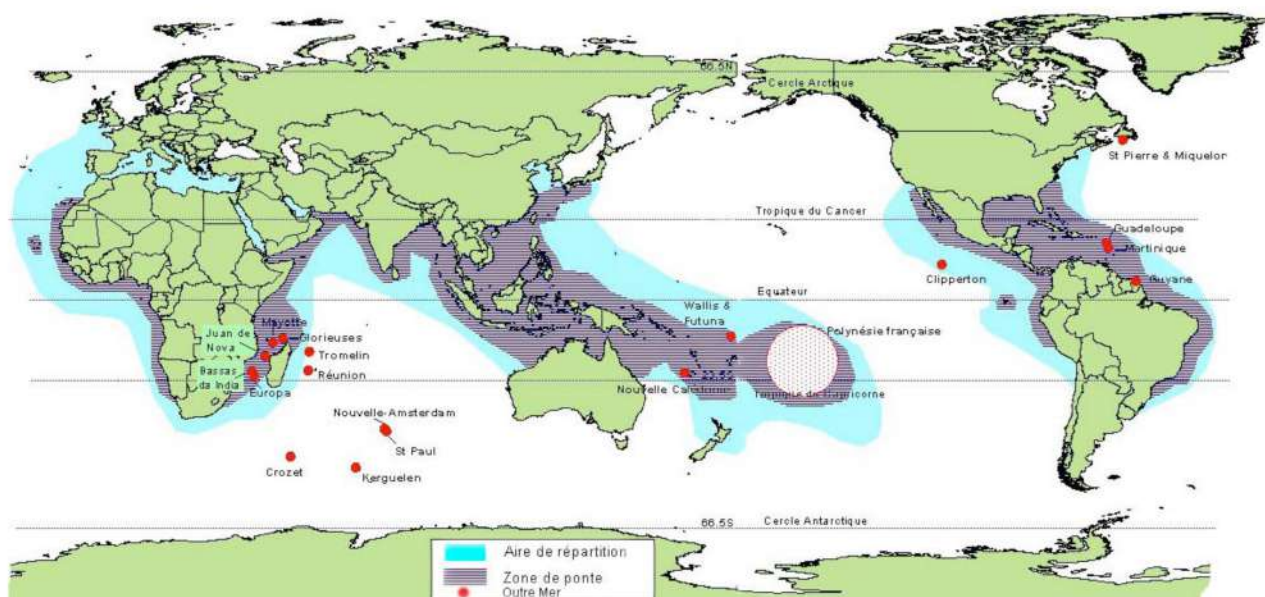 66.5N
Cercle Arctique
St Pierre & Miquelon
Tropique du Cancer
Guadeloupe
Martinique
Clipperton
Guyane
Equateur
Wallis &
Futuna
Polynésie française
Mayotte
Juan de
Nova
Glorieuses
Tromelin
Bassas
da India
Réunion
Europa
Nouvelle Calédonie
Tropique du Capricorne
Nouvelle-Amsterdam
St Paul
Crozet
Kerguelen
66.5S
Cercle Antarctique
Aire de répartition
Zone de ponte
Outre Mer